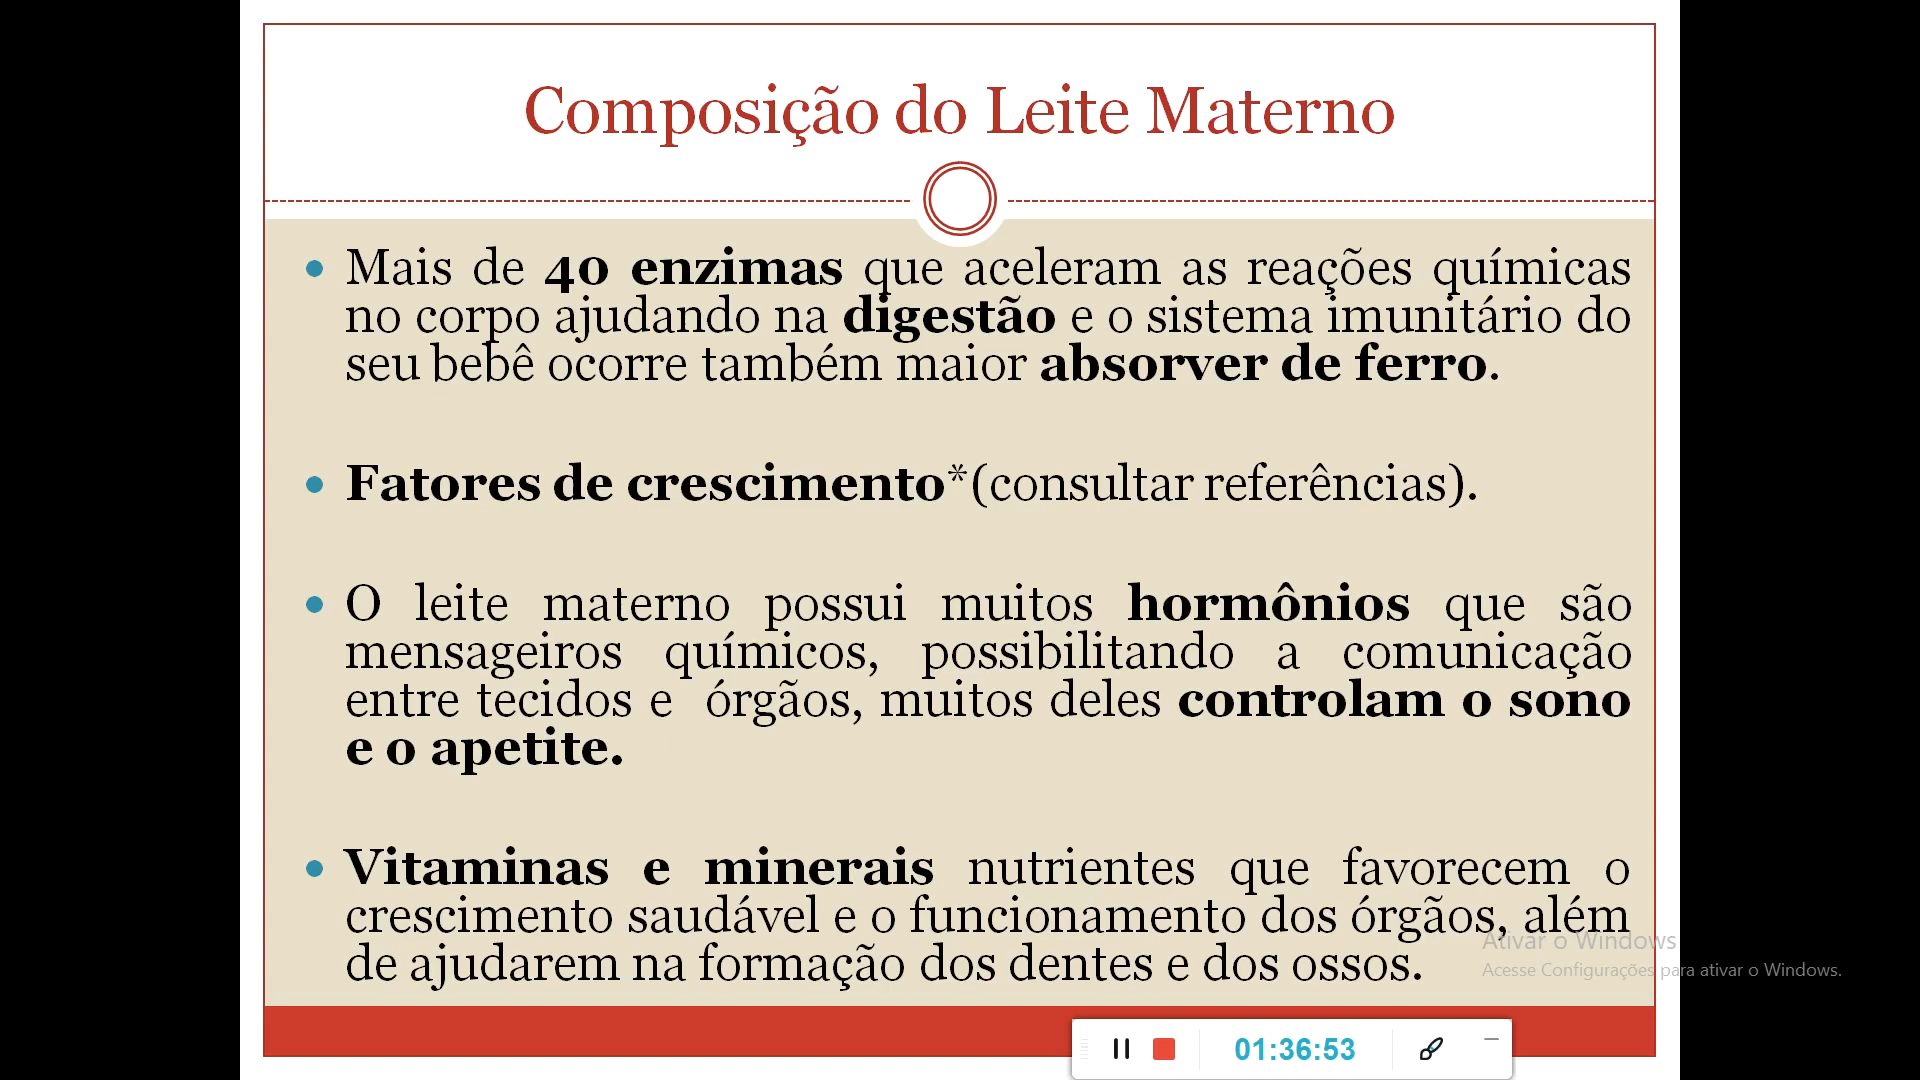 Composição do Leite Materno
• Mais de 40 enzimas que aceleram as reações químicas
no corpo ajudando na digestão e o sistema imunitário do
seu bebê ocorre também maior absorver de ferro.
• Fatores de crescimento*(consultar referências).
• O leite materno possui muitos hormônios que são
mensageiros químicos, possibilitando a comunicação
entre tecidos e órgãos, muitos deles controlam o sono
e o apetite.
• Vitaminas e minerais nutrientes que favorecem o
crescimento saudável e o funcionamento dos órgãos, além
de ajudarem na formação dos dentes e dos ossos.
Ativar o Windows
Acesse Configurações para ativar o Windows.
01:36:53